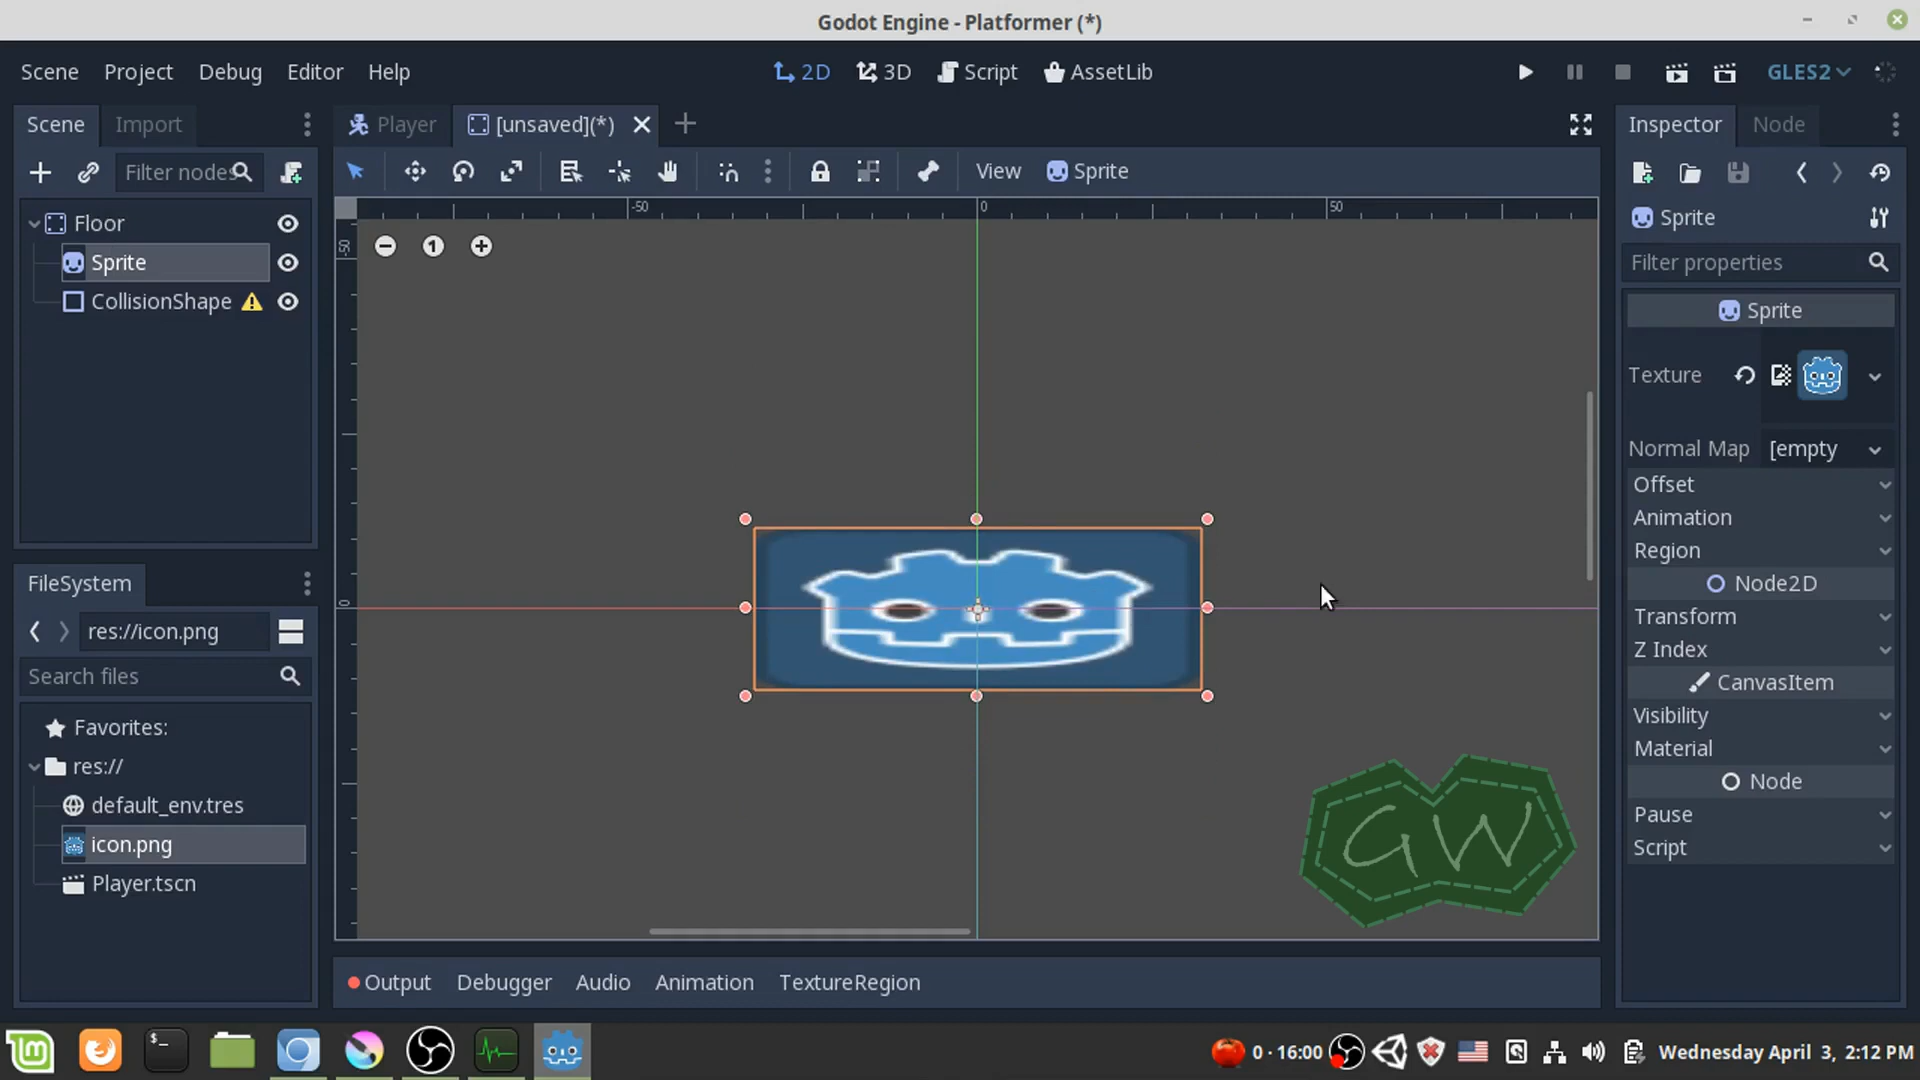 Godot Engine - Platformer (*)
Scene Project Debug Editor Help
2D 3D Script AssetLib
GLES2
Scene Import
Player [unsaved](*)
Inspector Node
Filter nodes
View Sprite
Floor
Sprite
CollisionShape
-50 0 50
-50
0
1
Sprite
Filter properties
Sprite
Texture
Normal Map [empty
Offset
Animation
Region
Node2D
Transform
Z Index
CanvasItem
Visibility
Material
Node
Pause
Script
FileSystem
res://icon.png
Search files
Favorites:
res://
default_env.tres
icon.png
Player.tscn
GW
Output Debugger Audio Animation TextureRegion
0 · 16:00
Wednesday April 3, 2:12 PM